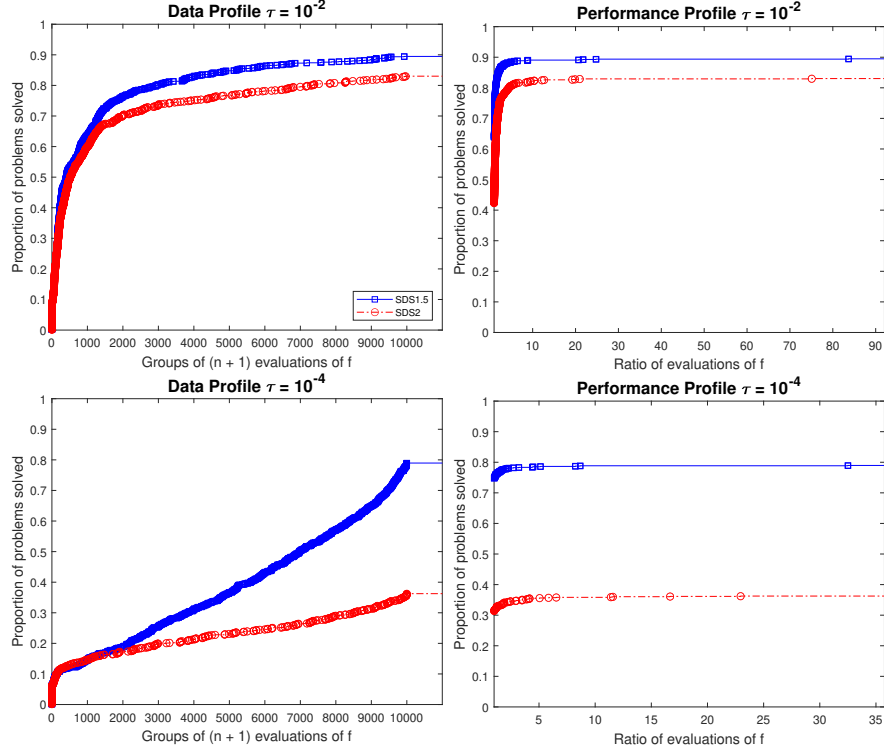 Data Profile τ = 10^-2
Proportion of problems solved
1
0.9
0.8
0.7
0.6
0.5
0.4
0.3
0.2
0.1
0
0 1000 2000 3000 4000 5000 6000 7000 8000 9000 10000
Groups of (n + 1) evaluations of f
SDS1.5
SDS2
Performance Profile τ = 10^-2
Proportion of problems solved
1
0.9
0.8
0.7
0.6
0.5
0.4
0.3
0.2
0.1
0
10 20 30 40 50 60 70 80 90
Ratio of evaluations of f
Data Profile τ = 10^-4
Proportion of problems solved
1
0.9
0.8
0.7
0.6
0.5
0.4
0.3
0.2
0.1
0
0 1000 2000 3000 4000 5000 6000 7000 8000 9000 10000
Groups of (n + 1) evaluations of f
Performance Profile τ = 10^-4
Proportion of problems solved
1
0.9
0.8
0.7
0.6
0.5
0.4
0.3
0.2
0.1
0
5 10 15 20 25 30 35
Ratio of evaluations of f